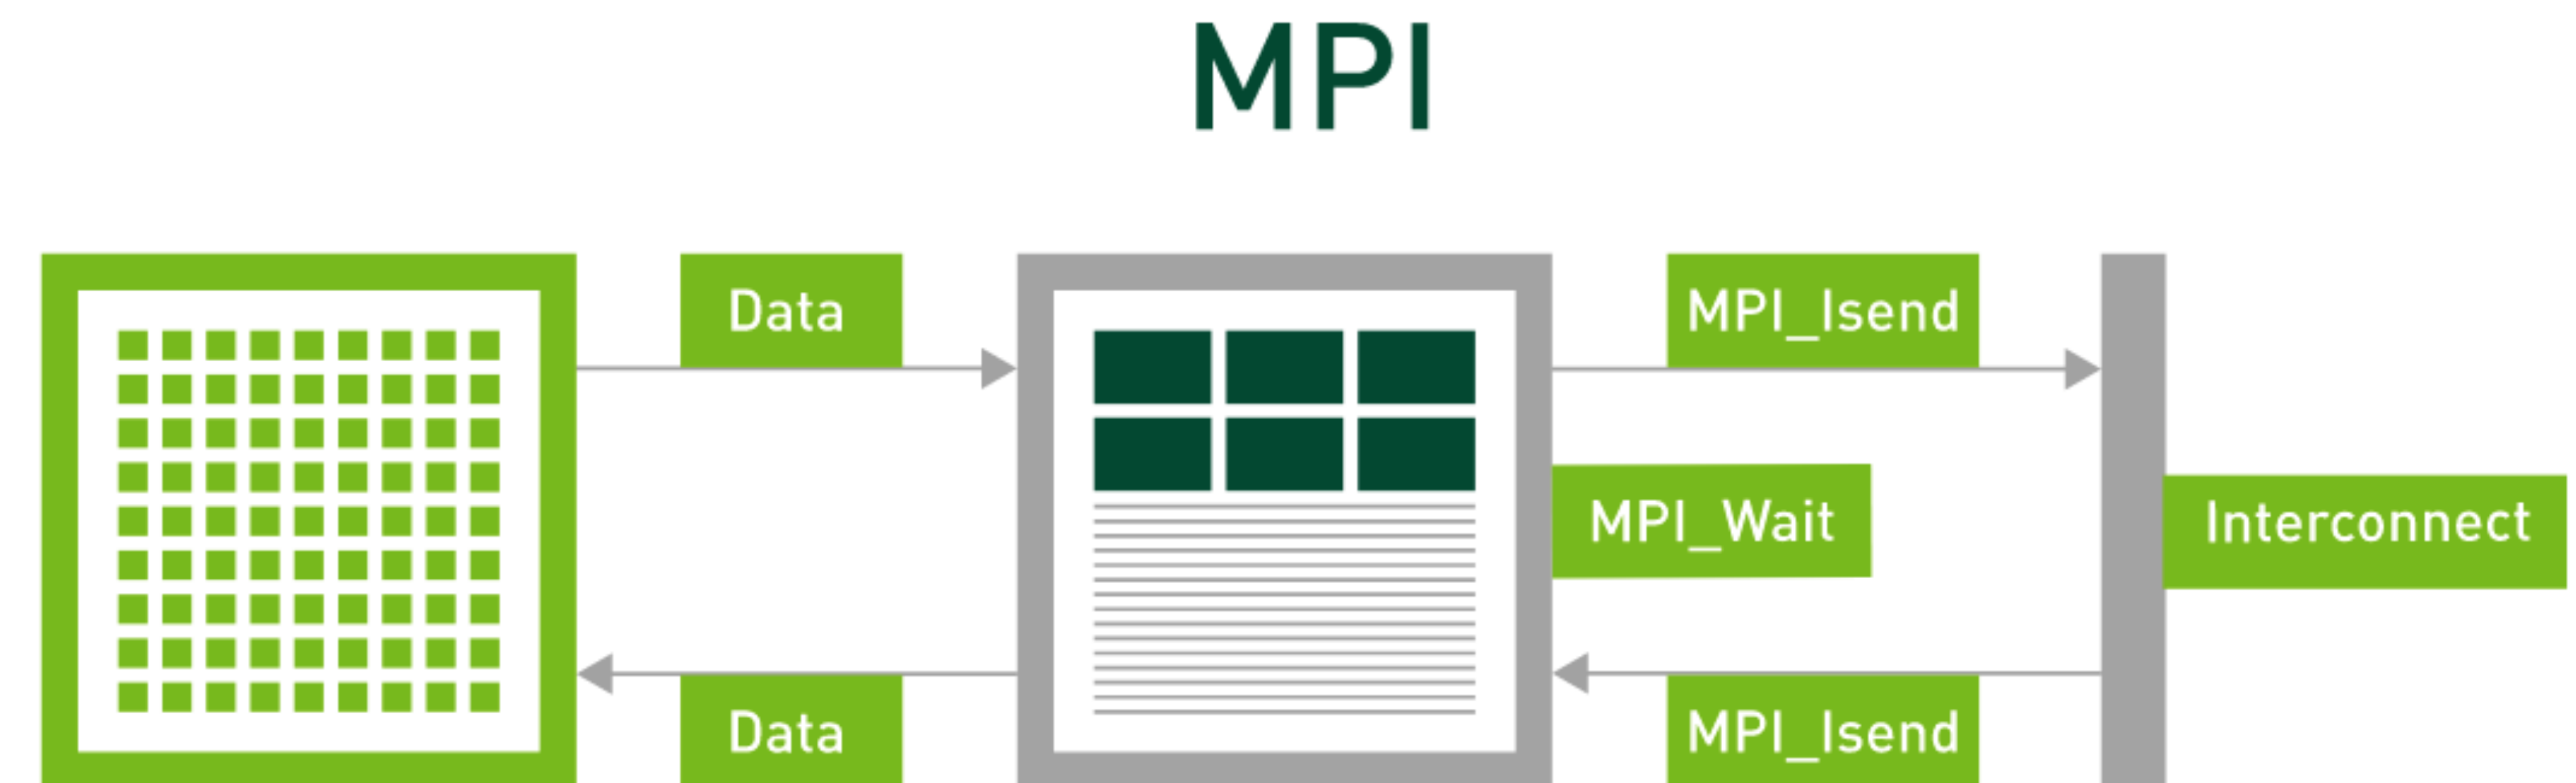 MPI
Data
MPI_Isend
MPI_Wait
Interconnect
Data
MPI_Isend